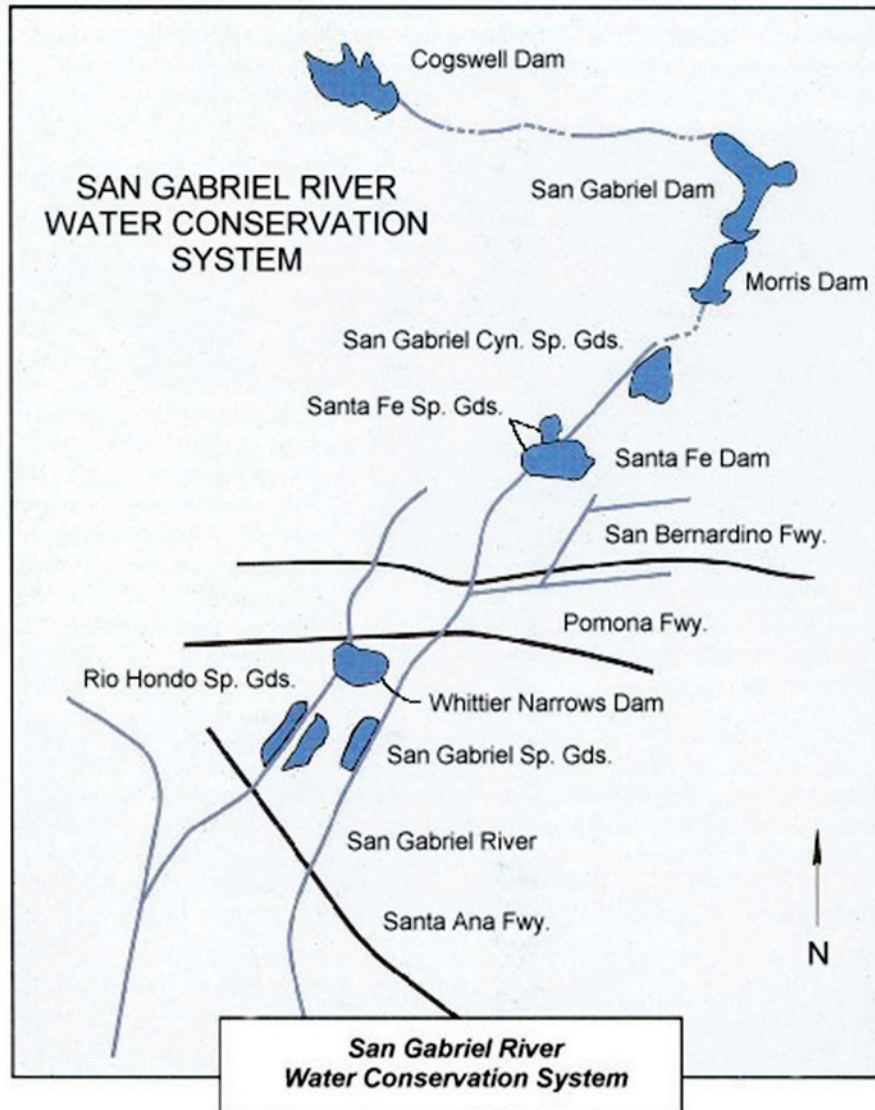 Cogswell Dam
SAN GABRIEL RIVER
WATER CONSERVATION
SYSTEM
San Gabriel Dam
Morris Dam
San Gabriel Cyn. Sp. Gds.
Santa Fe Sp. Gds.
Santa Fe Dam
San Bernardino Fwy.
Pomona Fwy.
Rio Hondo Sp. Gds.
Whittier Narrows Dam
San Gabriel Sp. Gds.
San Gabriel River
Santa Ana Fwy.
N
San Gabriel River
Water Conservation System